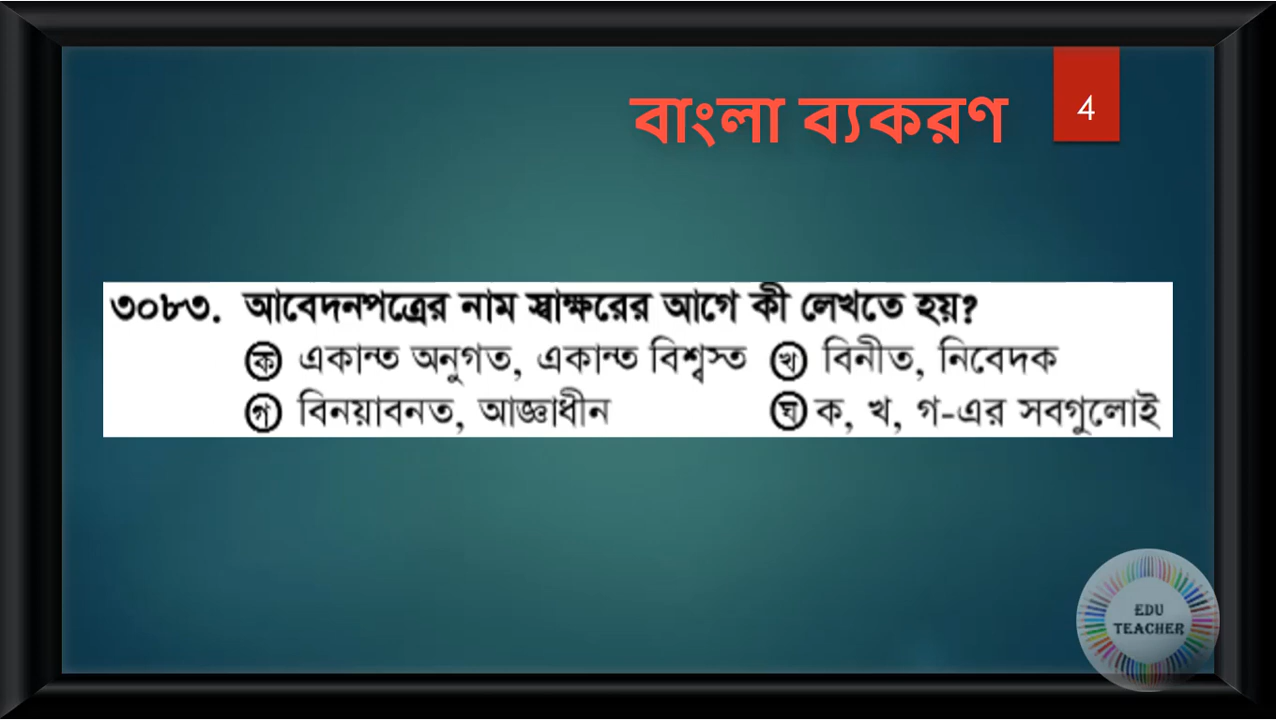 বাংলা ব্যকরণ
4
৩০৮৩. আবেদনপত্রের নাম স্বাক্ষরের আগে কী লেখতে হয়?
ক একান্ত অনুগত, একান্ত বিশ্বস্ত খ বিনীত, নিবেদক
গ বিনয়াবনত, আজ্ঞাধীন ঘ ক, খ, গ-এর সবগুলোই
EDU
TEACHER